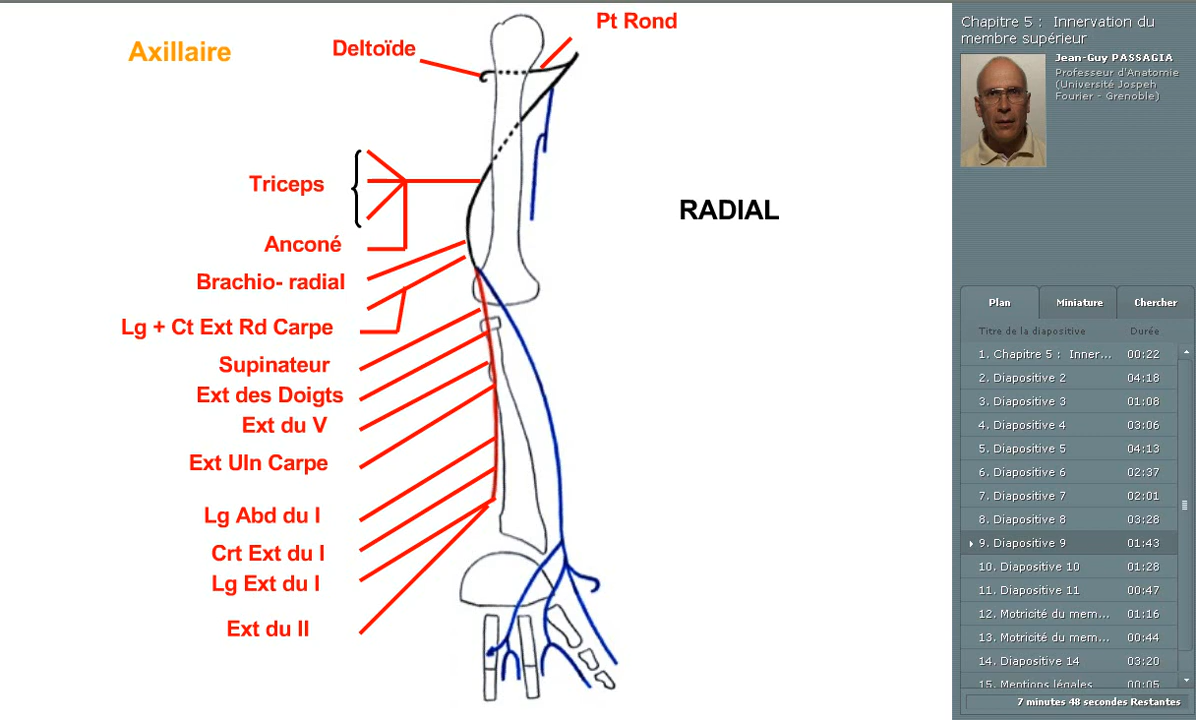 Axillaire
Deltoïde
Pt Rond
Triceps
Anconé
Brachio- radial
Lg + Ct Ext Rd Carpe
Supinateur
Ext des Doigts
Ext du V
Ext Uln Carpe
Lg Abd du I
Crt Ext du I
Lg Ext du I
Ext du II
RADIAL
Chapitre 5 : Innervation du
membre supérieur
Jean-Guy PASSAGIA
Professeur d'Anatomie
(Université Jospeh
Fourier - Grenoble)
Plan Miniature Chercher
Titre de la diapositive Durée
1. Chapitre 5 : Inner... 00:22
2. Diapositive 2 04:18
3. Diapositive 3 01:08
4. Diapositive 4 03:06
5. Diapositive 5 04:13
6. Diapositive 6 02:37
7. Diapositive 7 02:01
8. Diapositive 8 03:28
9. Diapositive 9 01:43
10. Diapositive 10 01:28
11. Diapositive 11 00:47
12. Motricité du mem... 01:16
13. Motricité du mem... 00:44
14. Diapositive 14 03:20
15. Mentions légales 00:05
7 minutes 48 secondes Restantes